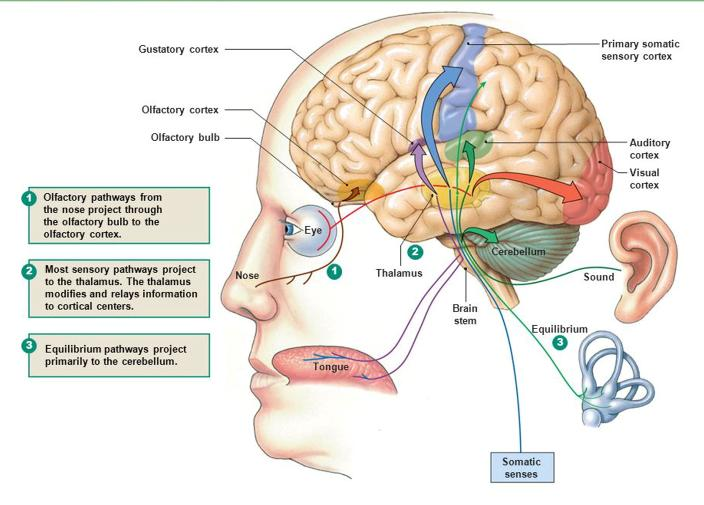 Gustatory cortex
Primary somatic
sensory cortex
Olfactory cortex
Olfactory bulb
Auditory
cortex
Visual
cortex
1
Olfactory pathways from
the nose project through
the olfactory bulb to the
olfactory cortex.
Eye
Cerebellum
2
Most sensory pathways project
to the thalamus. The thalamus
modifies and relays information
to cortical centers.
2
Thalamus
Nose
1
Sound
Brain
stem
Equilibrium
3
3
Equilibrium pathways project
primarily to the cerebellum.
Tongue
Somatic
senses